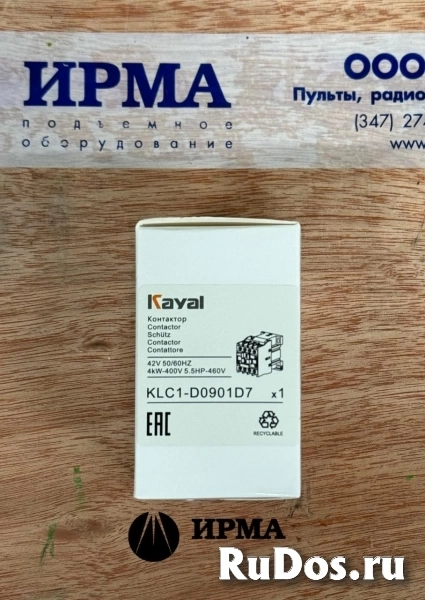 ИРМА
подъемное
оборудование
ООО
Пульты, радио
(347) 274
www.
Kayal
Контактор
Contactor
Schütz
Contactor
Contattore
42V 50/60HZ
4kW-400V 5.5HP-460V
KLC1-D0901D7 x1
EAC
RECYCLABLE
ИРМА
RuDos.ru